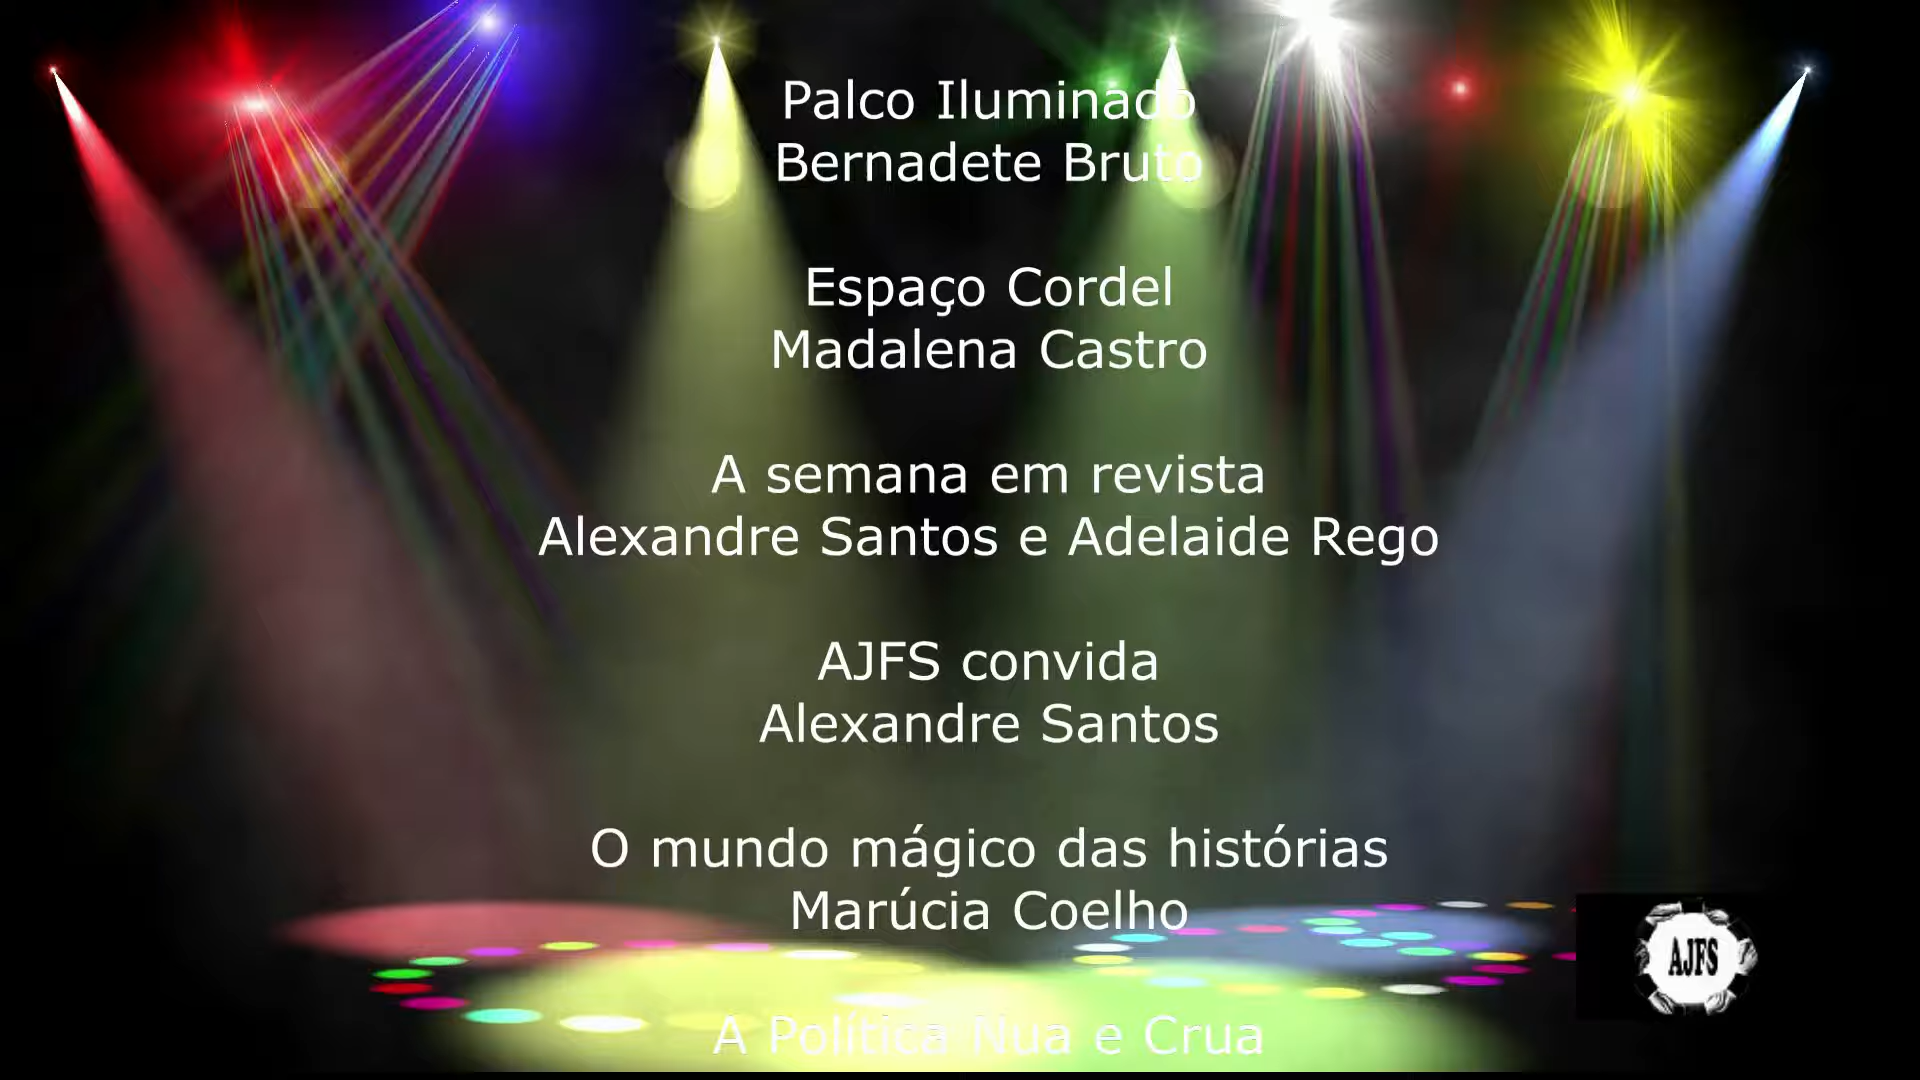 Palco Iluminado
Bernadete Bruto
Espaço Cordel
Madalena Castro
A semana em revista
Alexandre Santos e Adelaide Rego
AJFS convida
Alexandre Santos
O mundo mágico das histórias
Marúcia Coelho
AJFS
A Política Nua e Crua